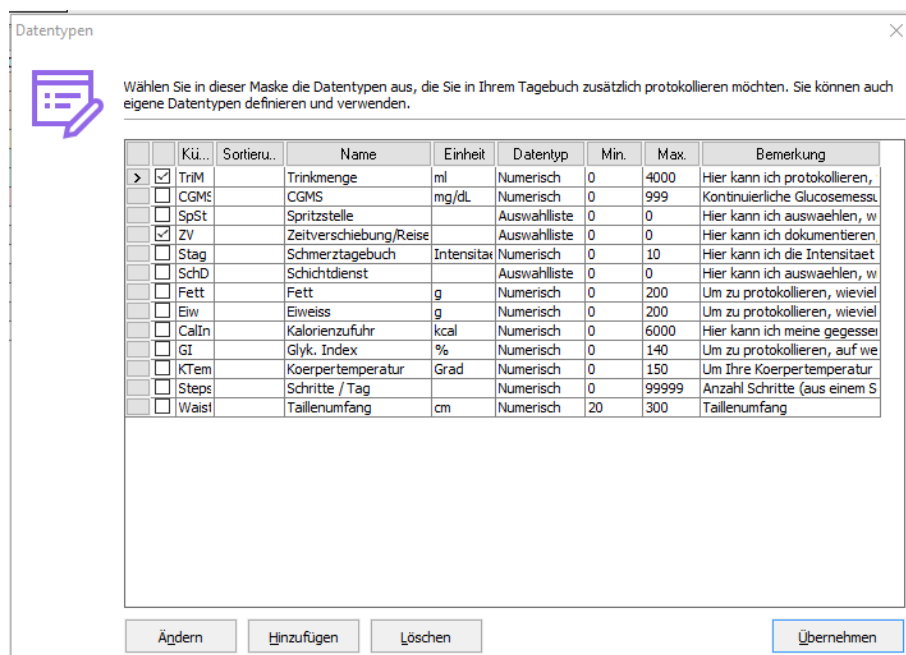 Datentypen
Wählen Sie in dieser Maske die Datentypen aus, die Sie in Ihrem Tagebuch zusätzlich protokollieren möchten. Sie können auch
eigene Datentypen definieren und verwenden.
Kü... Sortieru.. Name Einheit Datentyp Min. Max. Bemerkung
TriM Trinkmenge ml Numerisch 0 4000 Hier kann ich protokollieren,
CGMS CGMS mg/dL Numerisch 0 999 Kontinuierliche Glucosemessu
SpSt Spritzstelle Auswahlliste 0 0 Hier kann ich auswaehlen, w
ZV Zeitverschiebung/Reise Auswahlliste 0 0 Hier kann ich dokumentieren,
Stag Schmerztagebuch Intensitae Numerisch 0 10 Hier kann ich die Intensitaet
SchD Schichtdienst Auswahlliste 0 0 Hier kann ich auswaehlen, w
Fett Fett g Numerisch 0 200 Um zu protokollieren, wieviel
Eiw Eiweiss g Numerisch 0 200 Um zu protokollieren, wieviel
CalIn Kalorienzufuhr kcal Numerisch 0 6000 Hier kann ich meine gegessen
GI Glyk. Index % Numerisch 0 140 Um zu protokollieren, auf we
KTem Koerpertemperatur Grad Numerisch 0 150 Um Ihre Koerpertemperatur
Steps Schritte / Tag Numerisch 0 99999 Anzahl Schritte (aus einem S
Waist Taillenumfang cm Numerisch 20 300 Taillenumfang
Ändern Hinzufügen Löschen Übernehmen